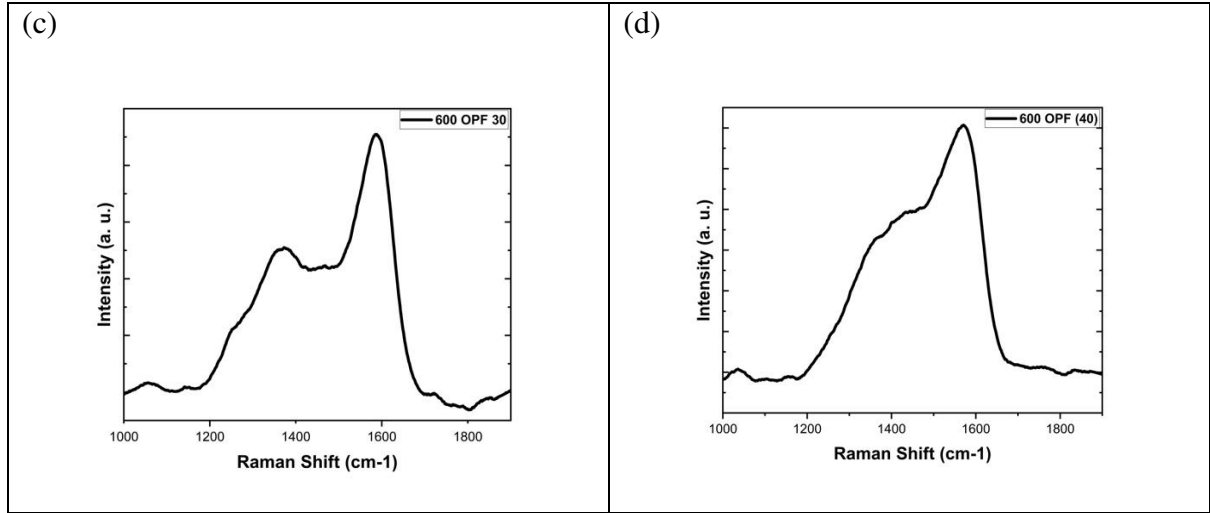 (c)
600 OPF 30
Intensity (a. u.)
1000 1200 1400 1600 1800
Raman Shift (cm-1)
(d)
600 OPF (40)
Intensity (a. u.)
1000 1200 1400 1600 1800
Raman Shift (cm-1)